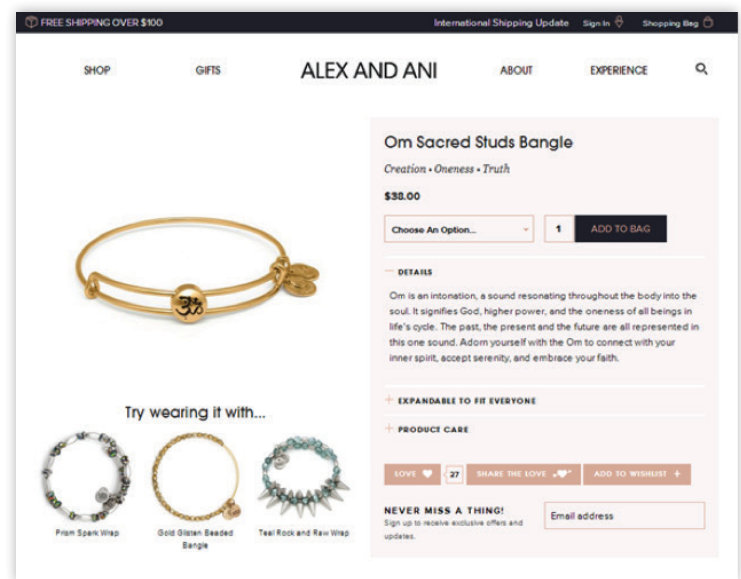 FREE SHIPPING OVER $100
International Shipping Update
Sign In
Shopping Bag
SHOP
GIFTS
ALEX AND ANI
ABOUT
EXPERIENCE
Om Sacred Studs Bangle
Creation • Oneness • Truth
$38.00
Choose An Option...
1
ADD TO BAG
DETAILS
Om is an intonation, a sound resonating throughout the body into the
soul. It signifies God, higher power, and the oneness of all beings in
life's cycle. The past, the present and the future are all represented in
this one sound. Adorn yourself with the Om to connect with your
inner spirit, accept serenity, and embrace your faith.
+ EXPANDABLE TO FIT EVERYONE
+ PRODUCT CARE
LOVE
27
SHARE THE LOVE
ADD TO WISHLIST +
NEVER MISS A THING!
Sign up to receive exclusive offers and
updates.
Email address
ॐ
Try wearing it with...
Prism Spark Wrap
Gold Glisten Beaded
Bangle
Teal Rock and Raw Wrap